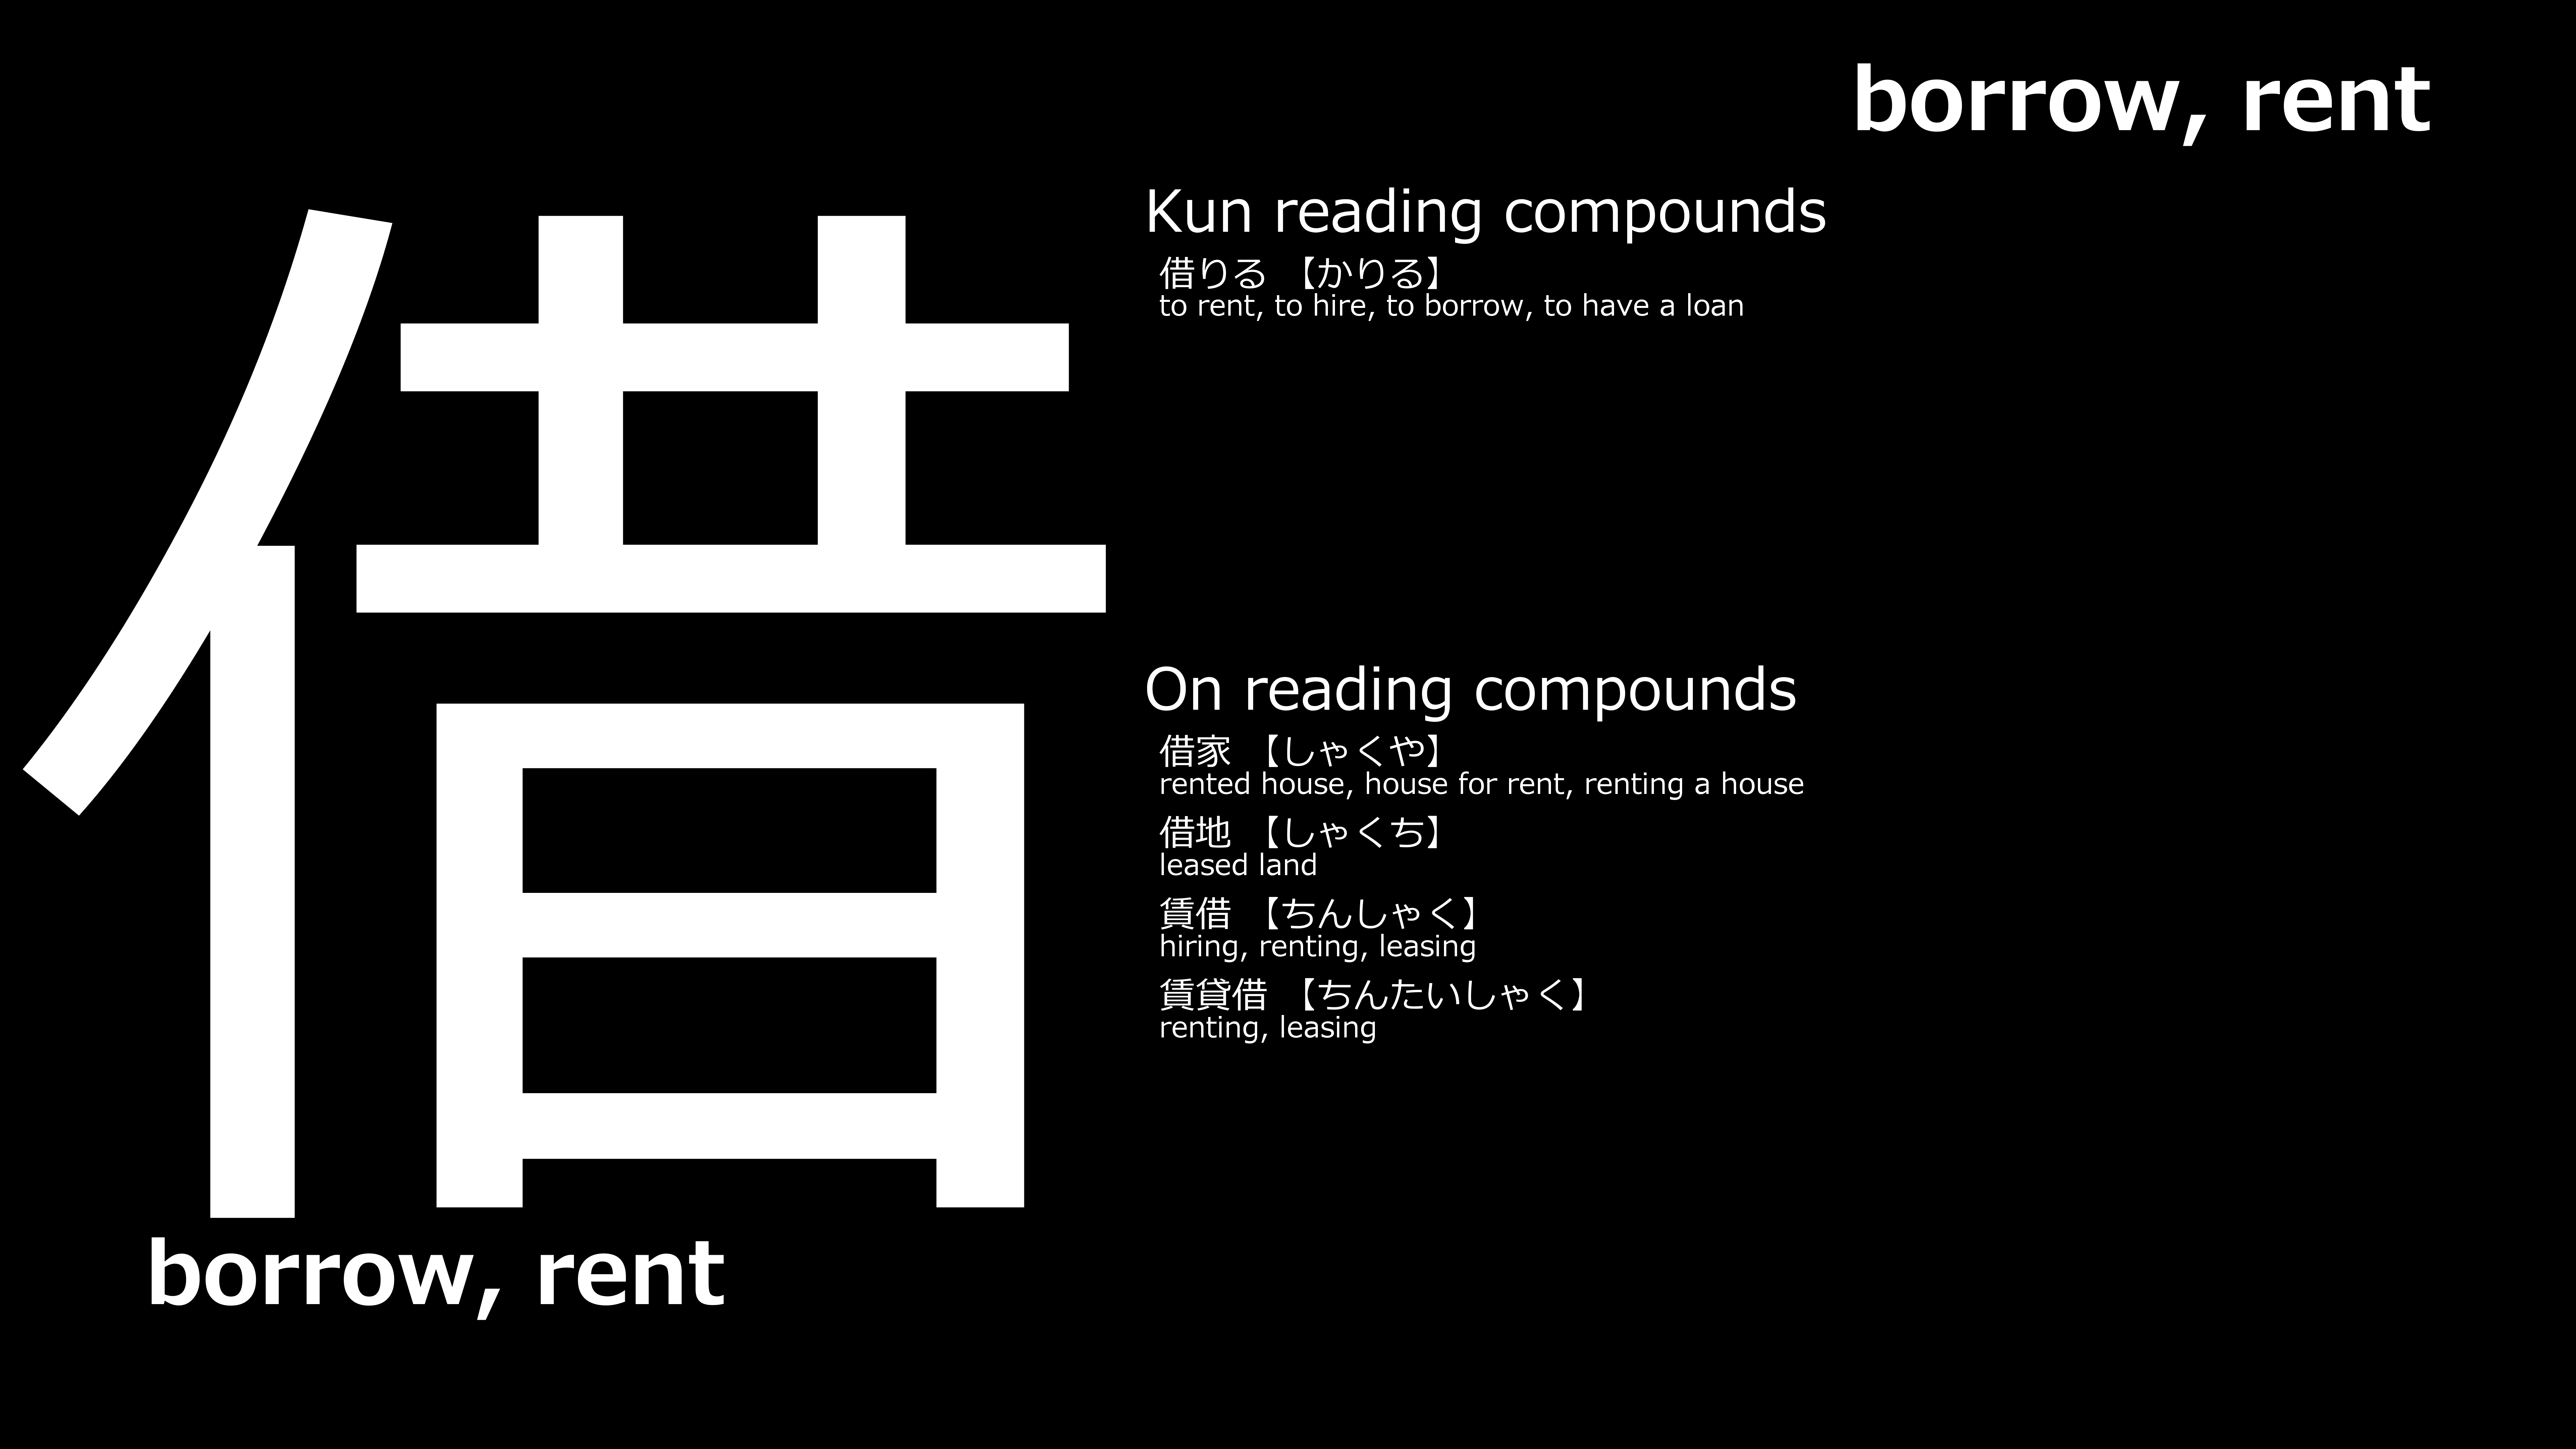 borrow, rent
借
borrow, rent
Kun reading compounds
借りる 【かりる】
to rent, to hire, to borrow, to have a loan
On reading compounds
借家 【しゃくや】
rented house, house for rent, renting a house
借地 【しゃくち】
leased land
賃借 【ちんしゃく】
hiring, renting, leasing
賃貸借 【ちんたいしゃく】
renting, leasing